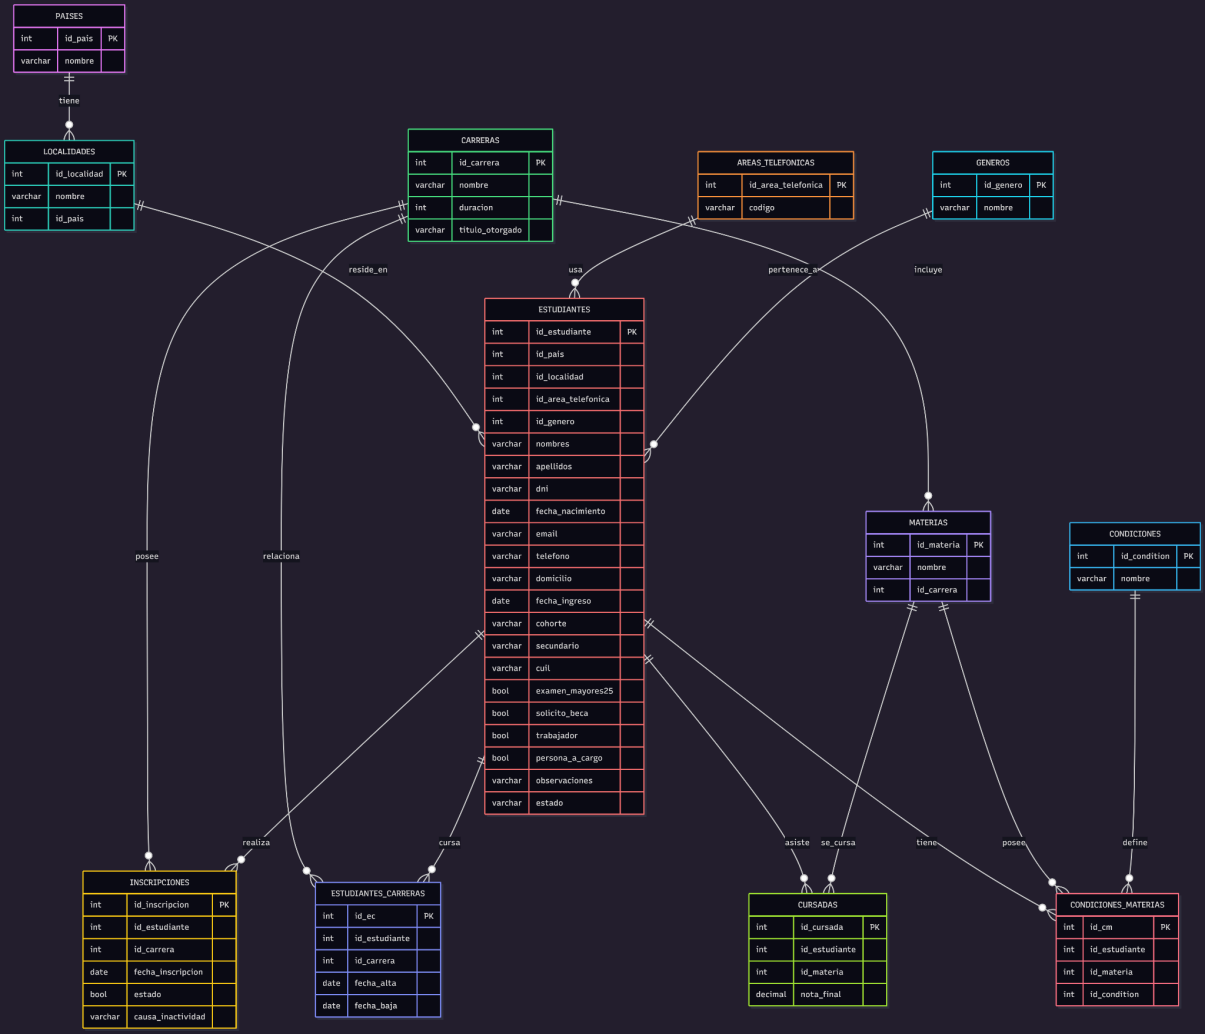 PAISES
int id_pais PK
varchar nombre
tiene
LOCALIDADES
int id_localidad PK
varchar nombre
int id_pais
CARRERAS
int id_carrera PK
varchar nombre
int duracion
varchar titulo_otorgado
AREAS_TELEFONICAS
int id_area_telefonica PK
varchar codigo
GENEROS
int id_genero PK
varchar nombre
reside_en
usa
pertenece_a
incluye
ESTUDIANTES
int id_estudiante PK
int id_pais
int id_localidad
int id_area_telefonica
int id_genero
varchar nombres
varchar apellidos
varchar dni
date fecha_nacimiento
varchar email
varchar telefono
varchar domicilio
date fecha_ingreso
varchar cohorte
varchar secundario
varchar cuil
bool examen_mayores25
bool solicito_beca
bool trabajador
bool persona_a_cargo
varchar observaciones
varchar estado
MATERIAS
int id_materia PK
varchar nombre
int id_carrera
CONDICIONES
int id_condition PK
varchar nombre
posee
relaciona
realiza
cursa
asiste
se_cursa
tiene
posee
define
INSCRIPCIONES
int id_inscripcion PK
int id_estudiante
int id_carrera
date fecha_inscripcion
bool estado
varchar causa_inactividad
ESTUDIANTES_CARRERAS
int id_ec PK
int id_estudiante
int id_carrera
date fecha_alta
date fecha_baja
CURSADAS
int id_cursada PK
int id_estudiante
int id_materia
decimal nota_final
CONDICIONES_MATERIAS
int id_cm PK
int id_estudiante
int id_materia
int id_condition